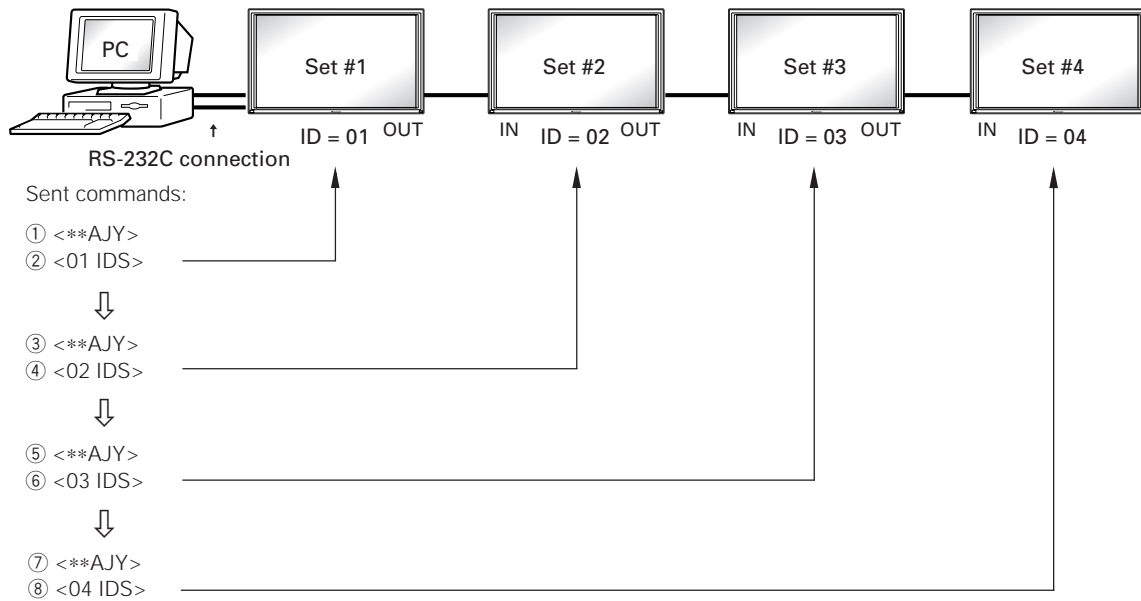 PC
Set #1
Set #2
Set #3
Set #4
ID = 01 OUT
IN ID = 02 OUT
IN ID = 03 OUT
IN ID = 04
RS-232C connection
Sent commands:
① <**AJY>
② <01 IDS>
③ <**AJY>
④ <02 IDS>
⑤ <**AJY>
⑥ <03 IDS>
⑦ <**AJY>
⑧ <04 IDS>